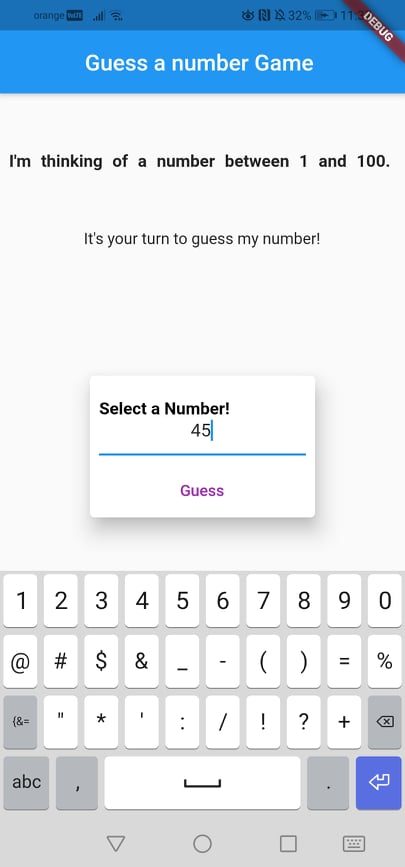 orange VoLTE 32% 11:3
DEBUG
Guess a number Game
I'm thinking of a number between 1 and 100.
It's your turn to guess my number!
Select a Number!
45
Guess
1 2 3 4 5 6 7 8 9 0
@ # $ & _ - ( ) = %
{&= " * ' : / ! ? +
abc , .